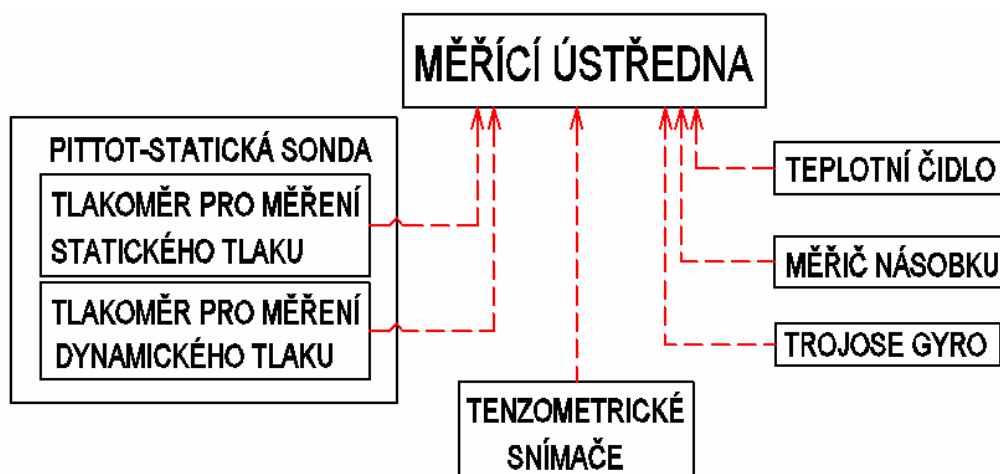 MĚŘÍCÍ ÚSTŘEDNA
PITTOT-STATICKÁ SONDA
TLAKOMĚR PRO MĚŘENÍ
STATICKÉHO TLAKU
TLAKOMĚR PRO MĚŘENÍ
DYNAMICKÉHO TLAKU
TENZOMETRICKÉ
SNÍMAČE
TEPLOTNÍ ČIDLO
MĚŘIČ NÁSOBKU
TROJOSE GYRO